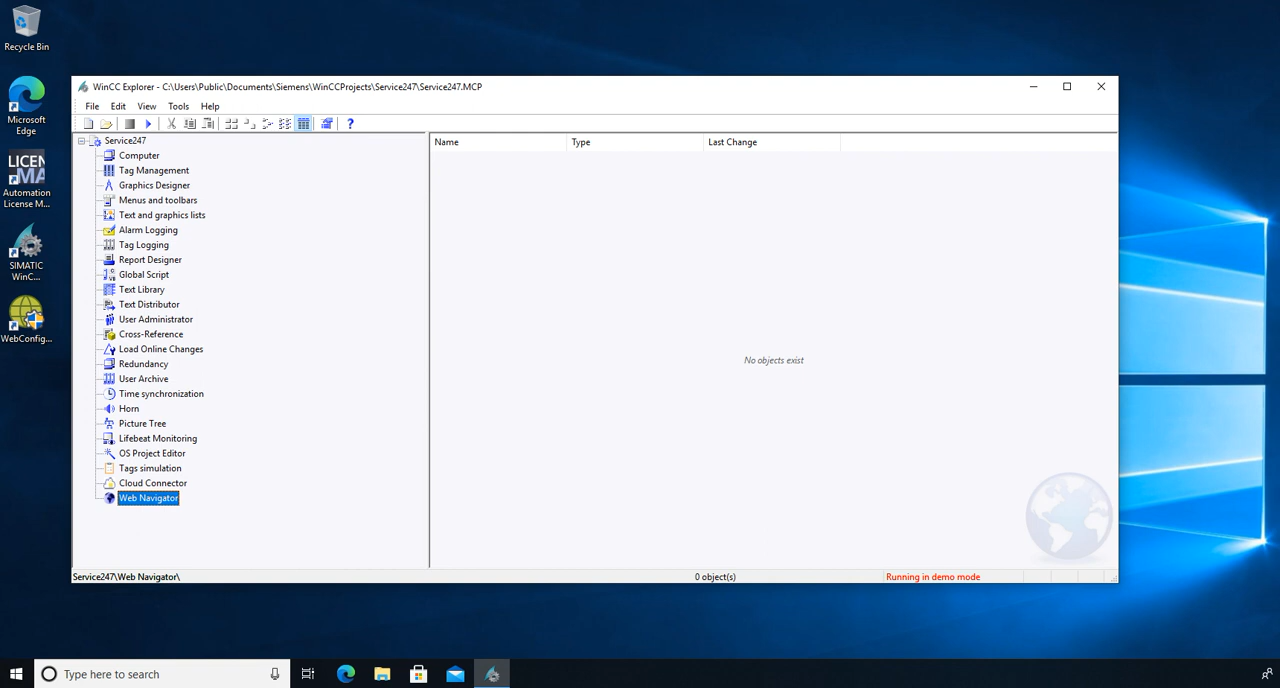 Recycle Bin
Microsoft
Edge
LICEN
MA
Automation
License M...
SIMATIC
WinC...
WebConfig...
WinCC Explorer - C:\Users\Public\Documents\Siemens\WinCCProjects\Service247\Service247.MCP
File Edit View Tools Help
Service247
Computer
Tag Management
Graphics Designer
Menus and toolbars
Text and graphics lists
Alarm Logging
Tag Logging
Report Designer
Global Script
Text Library
Text Distributor
User Administrator
Cross-Reference
Load Online Changes
Redundancy
User Archive
Time synchronization
Horn
Picture Tree
Lifebeat Monitoring
OS Project Editor
Tags simulation
Cloud Connector
Web Navigator
Name Type Last Change
No objects exist
Service247\Web Navigator\ 0 object(s) Running in demo mode
Type here to search